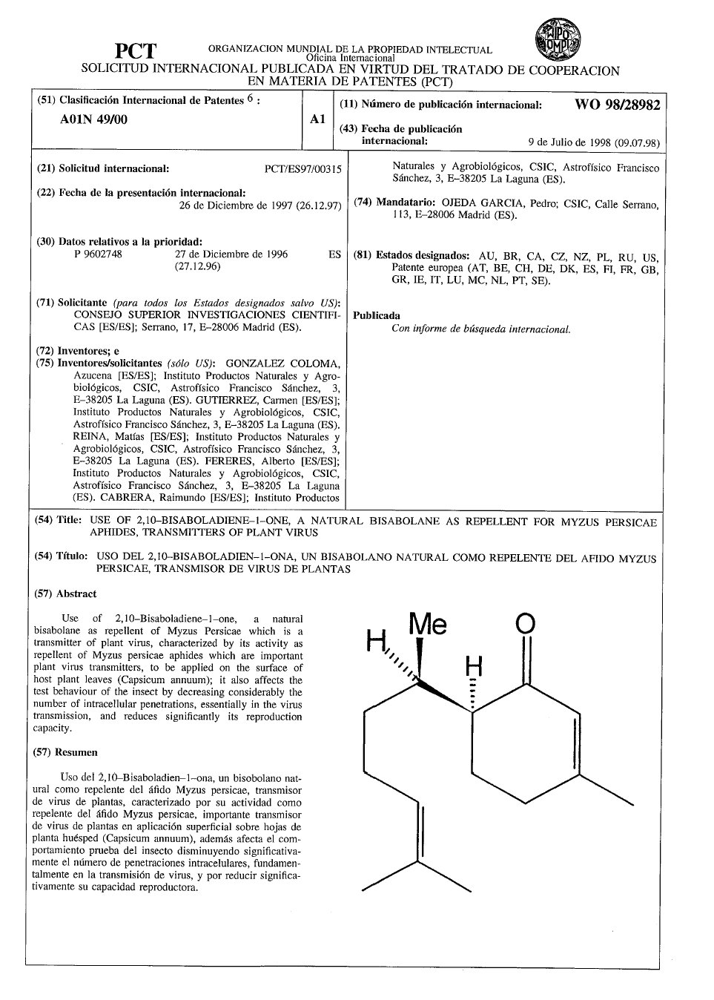 WIPO
OMPI
PCT
ORGANIZACION MUNDIAL DE LA PROPIEDAD INTELECTUAL
Oficina Internacional
SOLICITUD INTERNACIONAL PUBLICADA EN VIRTUD DEL TRATADO DE COOPERACION
EN MATERIA DE PATENTES (PCT)
(51) Clasificación Internacional de Patentes 6 :
A01N 49/00
A1
(11) Número de publicación internacional: WO 98/28982
(43) Fecha de publicación
internacional: 9 de Julio de 1998 (09.07.98)
(21) Solicitud internacional: PCT/ES97/00315
(22) Fecha de la presentación internacional:
26 de Diciembre de 1997 (26.12.97)
(30) Datos relativos a la prioridad:
P 9602748 27 de Diciembre de 1996 ES
(27.12.96)
(71) Solicitante (para todos los Estados designados salvo US):
CONSEJO SUPERIOR INVESTIGACIONES CIENTIFI-
CAS [ES/ES]; Serrano, 17, E–28006 Madrid (ES).
(72) Inventores; e
(75) Inventores/solicitantes (sólo US): GONZALEZ COLOMA,
Azucena [ES/ES]; Instituto Productos Naturales y Agro-
biológicos, CSIC, Astrofísico Francisco Sánchez, 3,
E–38205 La Laguna (ES). GUTIERREZ, Carmen [ES/ES];
Instituto Productos Naturales y Agrobiológicos, CSIC,
Astrofísico Francisco Sánchez, 3, E–38205 La Laguna (ES).
REINA, Matías [ES/ES]; Instituto Productos Naturales y
Agrobiológicos, CSIC, Astrofísico Francisco Sánchez, 3,
E–38205 La Laguna (ES). FERERES, Alberto [ES/ES];
Instituto Productos Naturales y Agrobiológicos, CSIC,
Astrofísico Francisco Sánchez, 3, E–38205 La Laguna
(ES). CABRERA, Raimundo [ES/ES]; Instituto Productos
Naturales y Agrobiológicos, CSIC, Astrofísico Francisco
Sánchez, 3, E–38205 La Laguna (ES).
(74) Mandatario: OJEDA GARCIA, Pedro; CSIC, Calle Serrano,
113, E–28006 Madrid (ES).
(81) Estados designados: AU, BR, CA, CZ, NZ, PL, RU, US,
Patente europea (AT, BE, CH, DE, DK, ES, FI, FR, GB,
GR, IE, IT, LU, MC, NL, PT, SE).
Publicada
Con informe de búsqueda internacional.
(54) Title: USE OF 2,10–BISABOLADIENE–1–ONE, A NATURAL BISABOLANE AS REPELLENT FOR MYZUS PERSICAE
APHIDES, TRANSMITTERS OF PLANT VIRUS
(54) Título: USO DEL 2,10–BISABOLADIEN–1–ONA, UN BISABOLANO NATURAL COMO REPELENTE DEL AFIDO MYZUS
PERSICAE, TRANSMISOR DE VIRUS DE PLANTAS
(57) Abstract
Use of 2,10–Bisaboladiene–1–one, a natural
bisabolane as repellent of Myzus Persicae which is a
transmitter of plant virus, characterized by its activity as
repellent of Myzus persicae aphides which are important
plant virus transmitters, to be applied on the surface of
host plant leaves (Capsicum annuum); it also affects the
test behaviour of the insect by decreasing considerably the
number of intracellular penetrations, essentially in the virus
transmission, and reduces significantly its reproduction
capacity.
(57) Resumen
Uso del 2,10–Bisaboladien–1–ona, un bisobolano nat-
ural como repelente del áfido Myzus persicae, transmisor
de virus de plantas, caracterizado por su actividad como
repelente del áfido Myzus persicae, importante transmisor
de virus de plantas en aplicación superficial sobre hojas de
planta huésped (Capsicum annuum), además afecta el com-
portamiento prueba del insecto disminuyendo significativa-
mente el número de penetraciones intracelulares, fundamen-
talmente en la transmisión de virus, y por reducir significa-
tivamente su capacidad reproductora.
Me
O
H
H